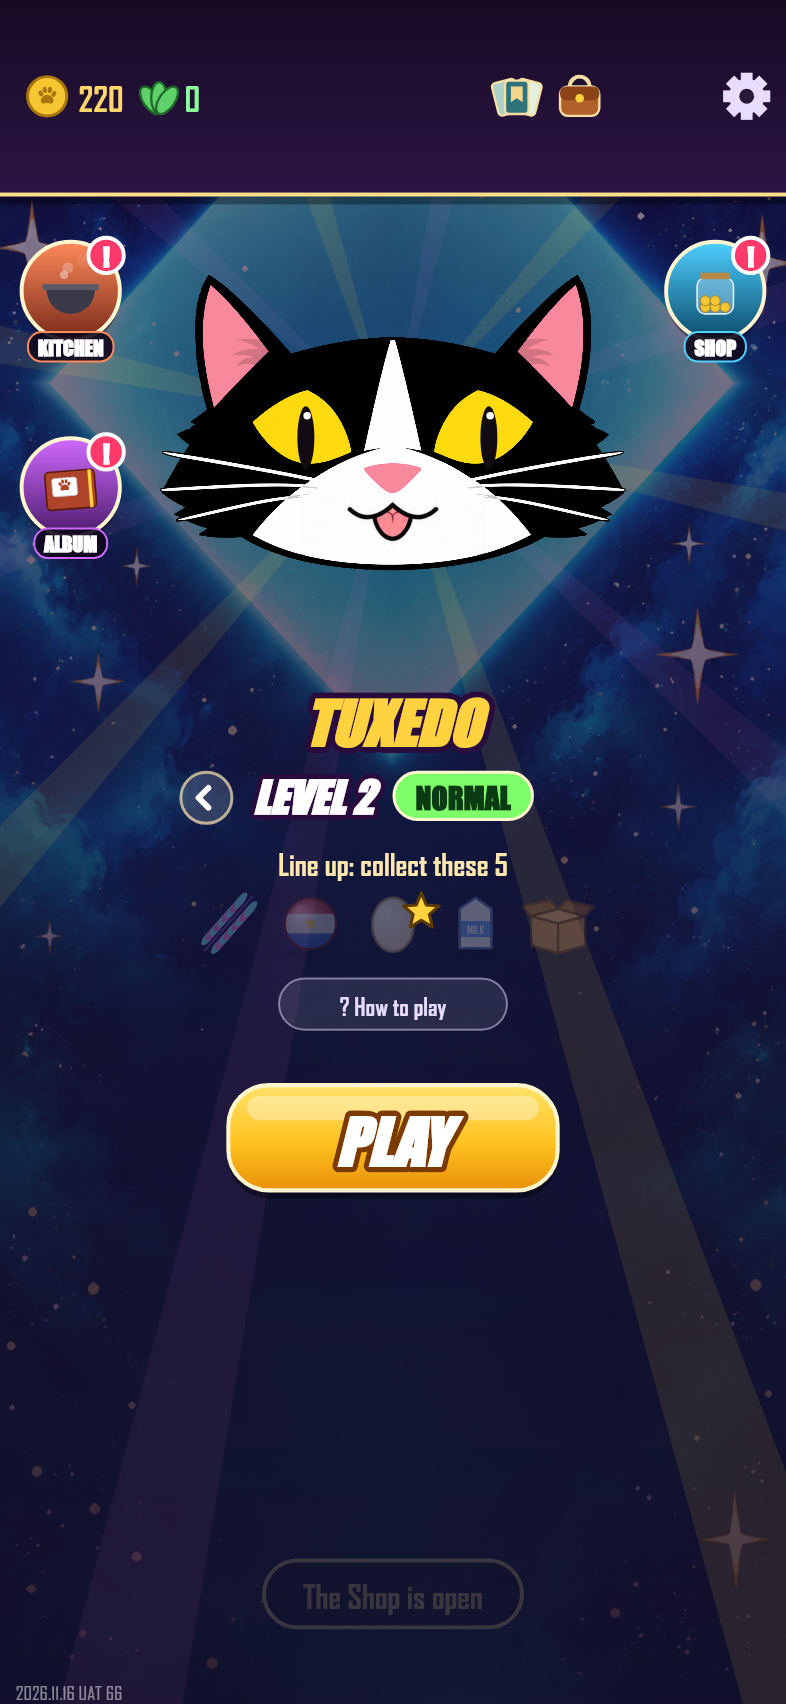 220 0
KITCHEN
SHOP
ALBUM
TUXEDO
LEVEL 2 NORMAL
Line up: collect these 5
MILK
? How to play
PLAY
The Shop is open
2026.11.16 UAT 66